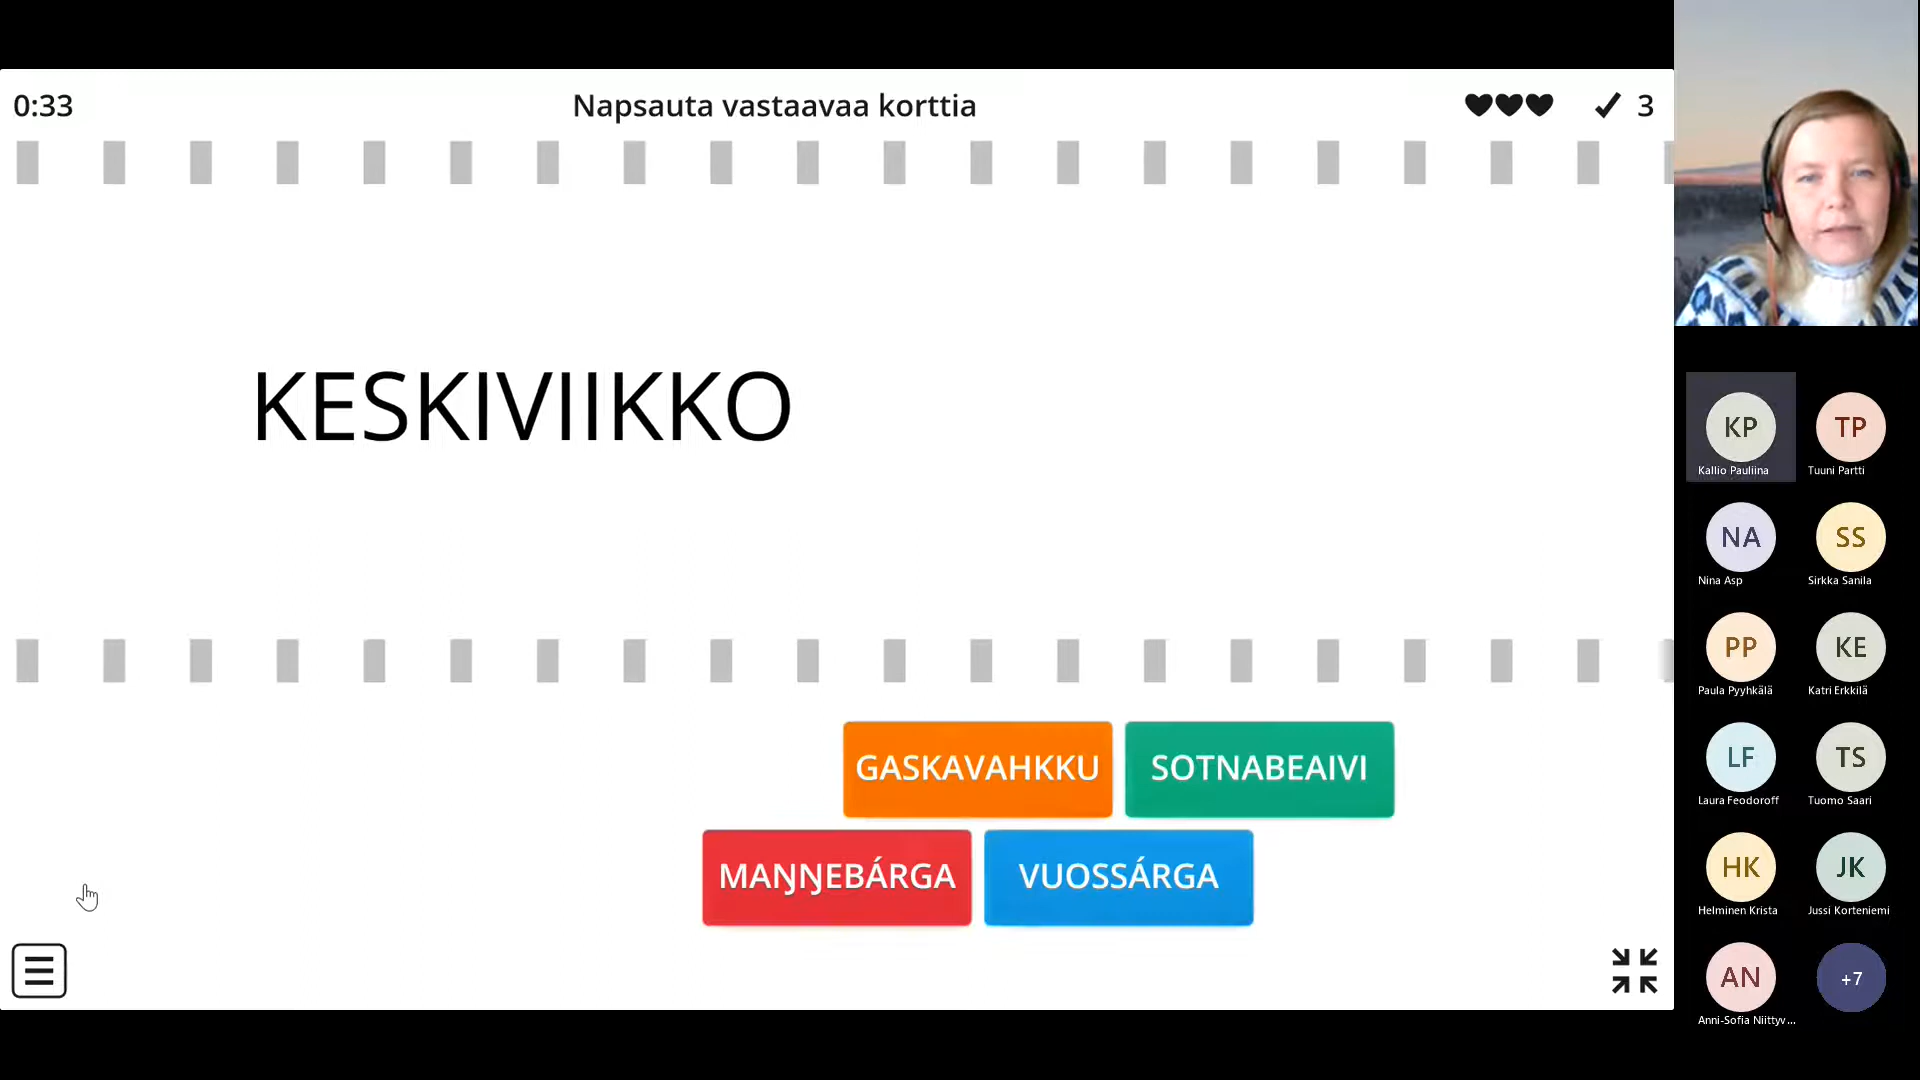 0:33
Napsauta vastaavaa korttia
3
KESKIVIIKKO
GASKAVAHKKU
SOTNABEAIVI
MAŊŊEBÁRGA
VUOSSÁRGA
KP
Kallio Pauliina
TP
Tuuni Partti
NA
Nina Asp
SS
Sirkka Sanila
PP
Paula Pyyhkälä
KE
Katri Erkkilä
LF
Laura Feodoroff
TS
Tuomo Saari
HK
Helminen Krista
JK
Jussi Korteniemi
AN
Anni-Sofia Niittyv...
+7